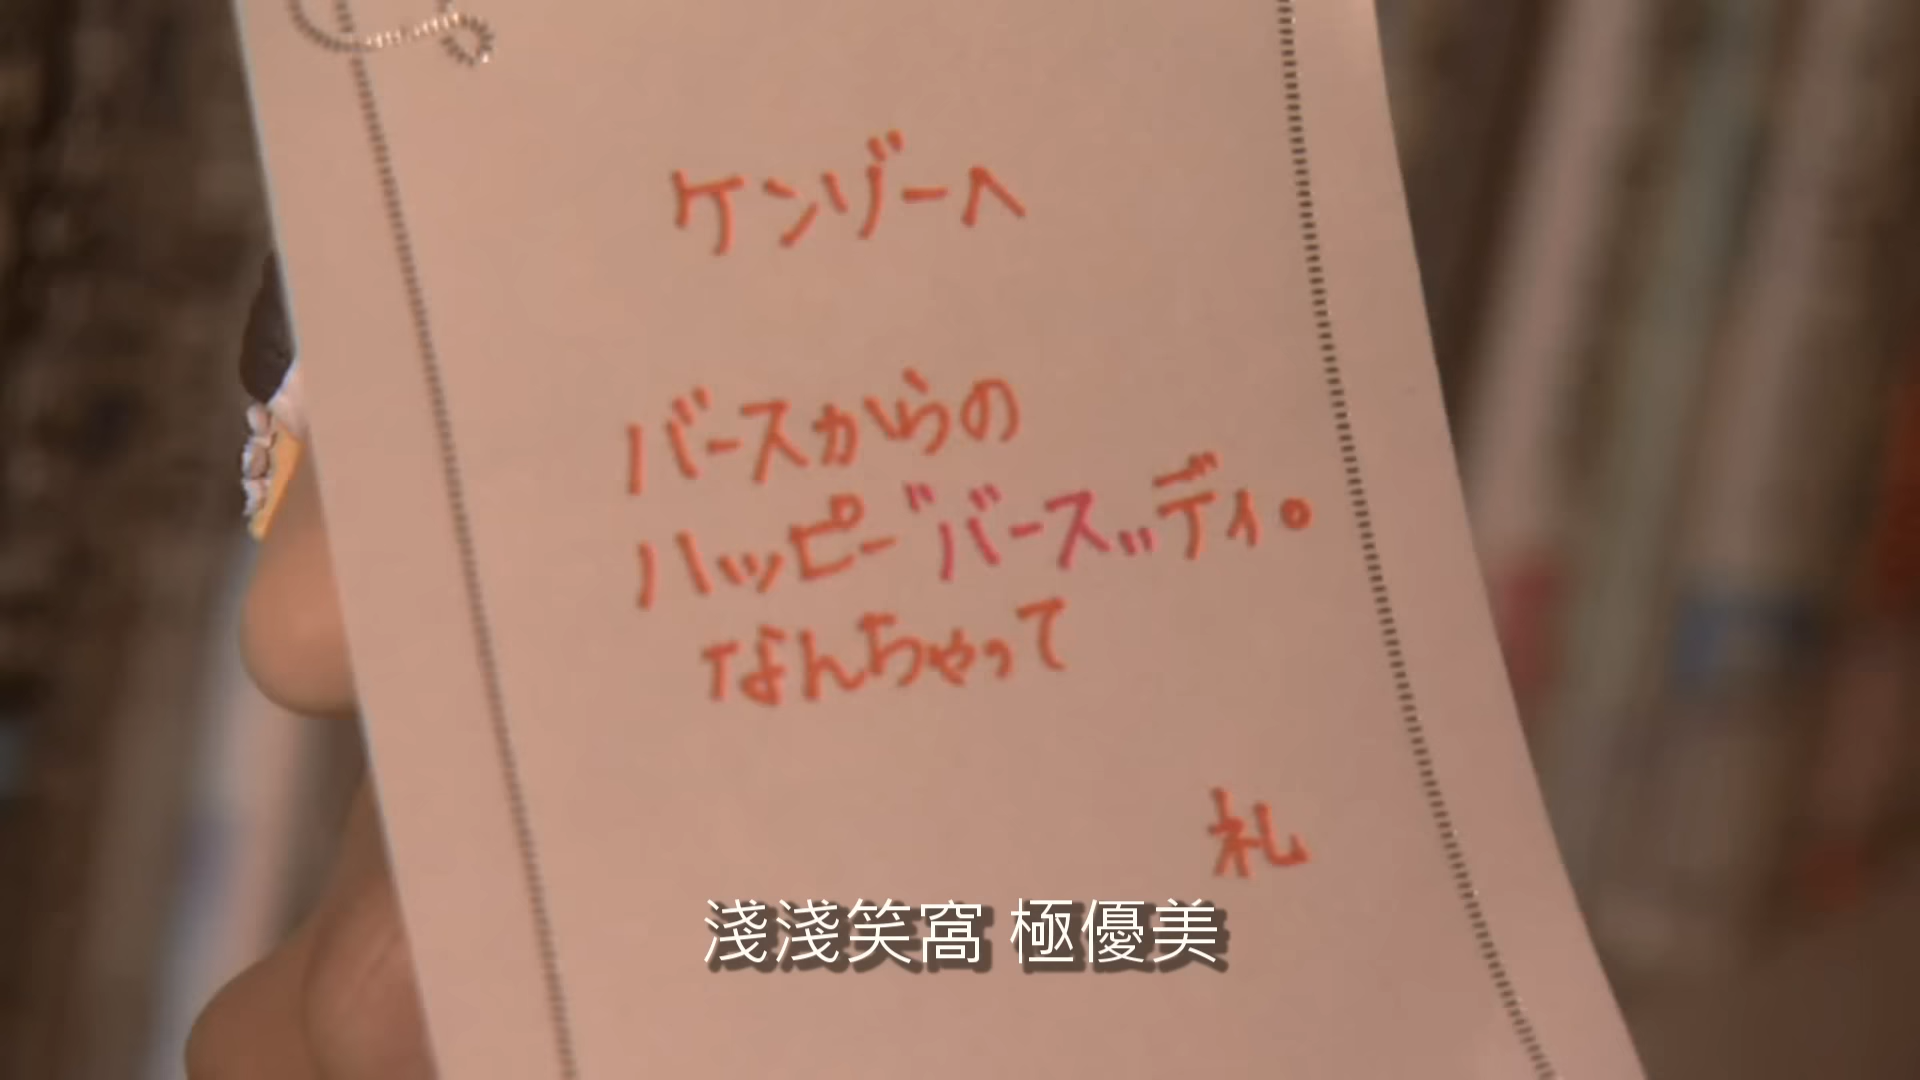 ケンゾーへ
バースからの
ハッピー〝バース〟ディ。
なんちゃって
礼
淺淺笑窩 極優美